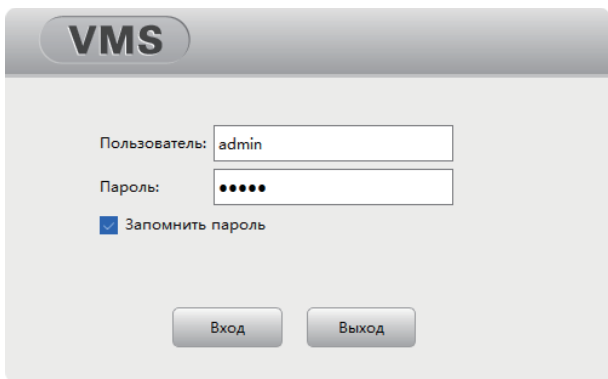 VMS
Пользователь: admin
Пароль: •••••
Запомнить пароль
Вход Выход